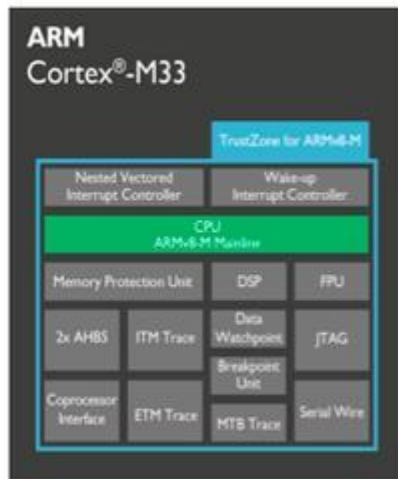 ARM
Cortex®-M33
TrustZone for ARMv8-M
Nested Vectored
Interrupt Controller
Wake-up
Interrupt Controller
CPU
ARMv8-M Mainline
Memory Protection Unit
DSP
FPU
2x AHB5
ITM Trace
Data
Watchpoint
JTAG
Breakpoint
Unit
Coprocessor
Interface
ETM Trace
MTB Trace
Serial Wire